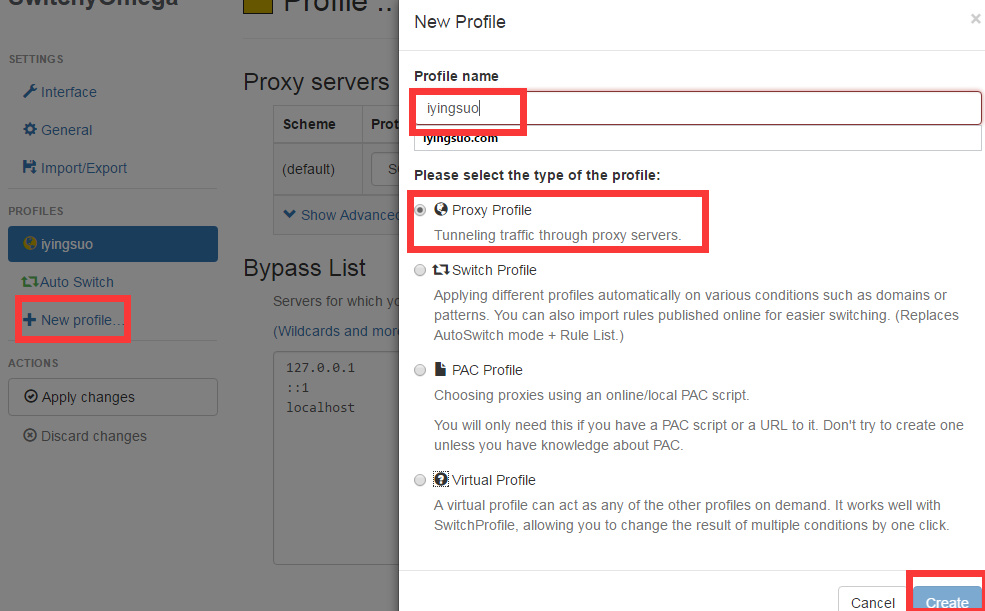 SwitchyOmega
SETTINGS
Interface
General
Import/Export
PROFILES
iyingsuo
Auto Switch
New profile...
ACTIONS
Apply changes
Discard changes
Profile ..
Proxy servers
Scheme
Prot
(default)
Show Advanced
Bypass List
Servers for which yo
(Wildcards and more
127.0.0.1
::1
localhost
New Profile
×
Profile name
iyingsuo
iyingsuo.com
Please select the type of the profile:
Proxy Profile
Tunneling traffic through proxy servers.
Switch Profile
Applying different profiles automatically on various conditions such as domains or
patterns. You can also import rules published online for easier switching. (Replaces
AutoSwitch mode + Rule List.)
PAC Profile
Choosing proxies using an online/local PAC script.
You will only need this if you have a PAC script or a URL to it. Don't try to create one
unless you have knowledge about PAC.
Virtual Profile
A virtual profile can act as any of the other profiles on demand. It works well with
SwitchProfile, allowing you to change the result of multiple conditions by one click.
Cancel
Create